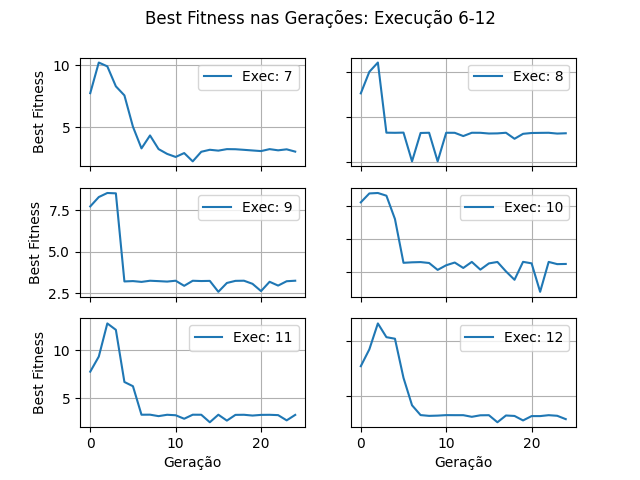 Best Fitness nas Gerações: Execução 6-12
Best Fitness
10
5
Exec: 7
Exec: 8
Best Fitness
7.5
5.0
2.5
Exec: 9
Exec: 10
Best Fitness
10
5
Exec: 11
Exec: 12
0 10 20
0 10 20
Geração
Geração